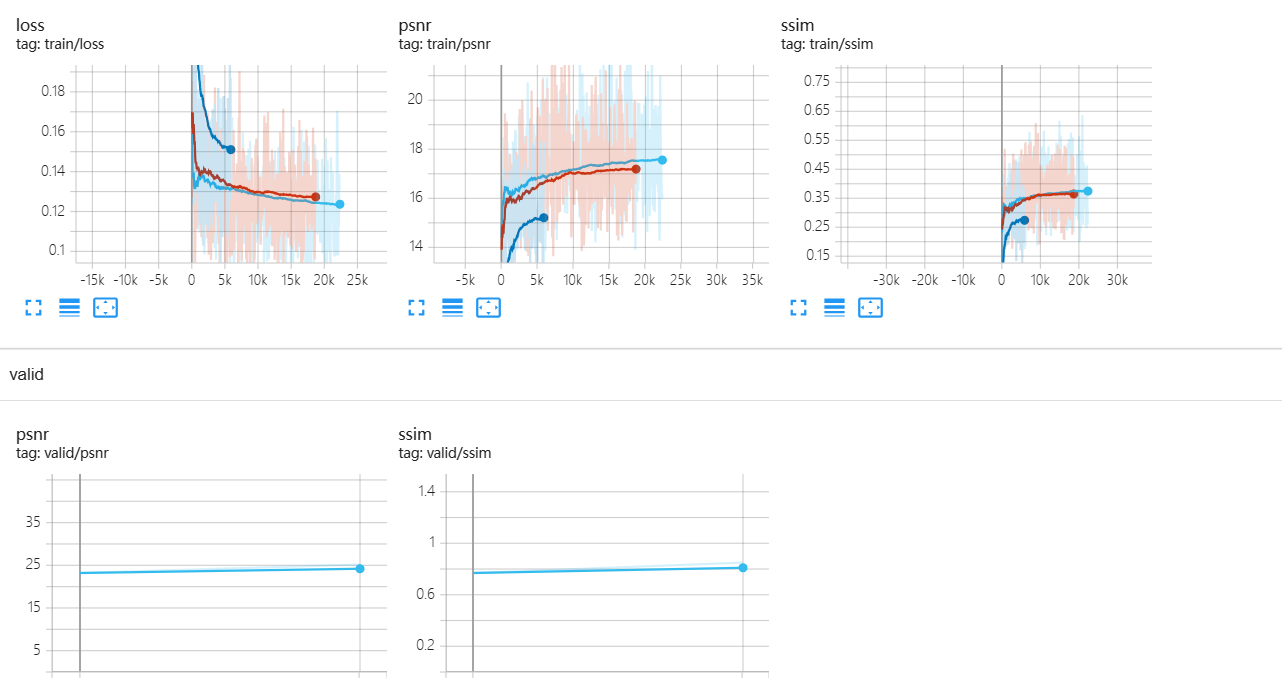 loss
tag: train/loss
0.18
0.16
0.14
0.12
0.1
-15k -10k -5k 0 5k 10k 15k 20k 25k
psnr
tag: train/psnr
20
18
16
14
-5k 0 5k 10k 15k 20k 25k 30k 35k
ssim
tag: train/ssim
0.75
0.65
0.55
0.45
0.35
0.25
0.15
-30k -20k -10k 0 10k 20k 30k
valid
psnr
tag: valid/psnr
35
25
15
5
ssim
tag: valid/ssim
1.4
1
0.6
0.2